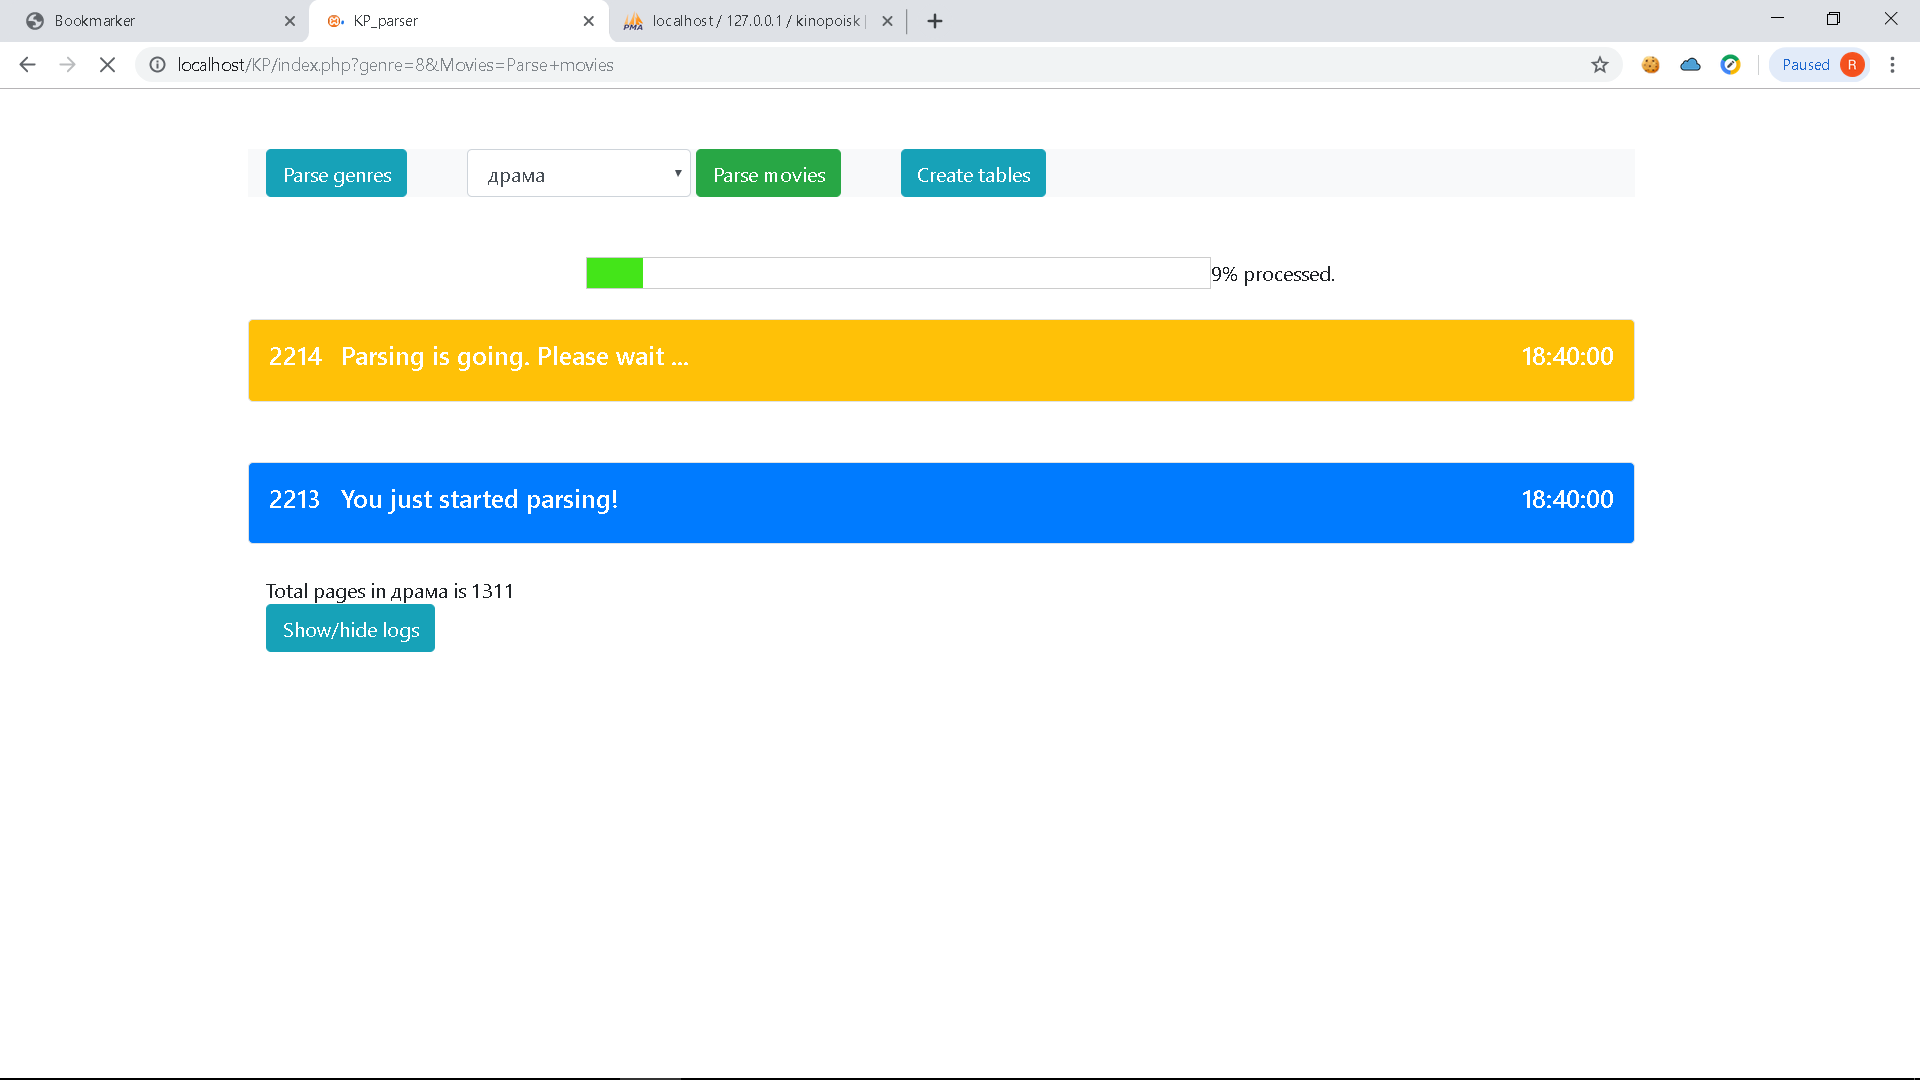 Bookmarker
KP_parser
localhost / 127.0.0.1 / kinopoisk |
localhost/KP/index.php?genre=8&Movies=Parse+movies
Paused R
Parse genres
драма
Parse movies
Create tables
9% processed.
2214 Parsing is going. Please wait ... 18:40:00
2213 You just started parsing! 18:40:00
Total pages in драма is 1311
Show/hide logs